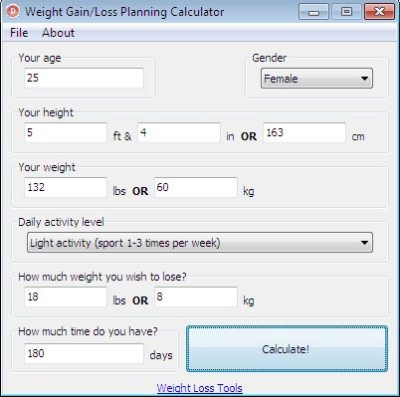 Weight Gain/Loss Planning Calculator
File About
Your age
25
Gender
Female
Your height
5 ft & 4 in OR 163 cm
Your weight
132 lbs OR 60 kg
Daily activity level
Light activity (sport 1-3 times per week)
How much weight you wish to lose?
18 lbs OR 8 kg
How much time do you have?
180 days
Calculate!
Weight Loss Tools